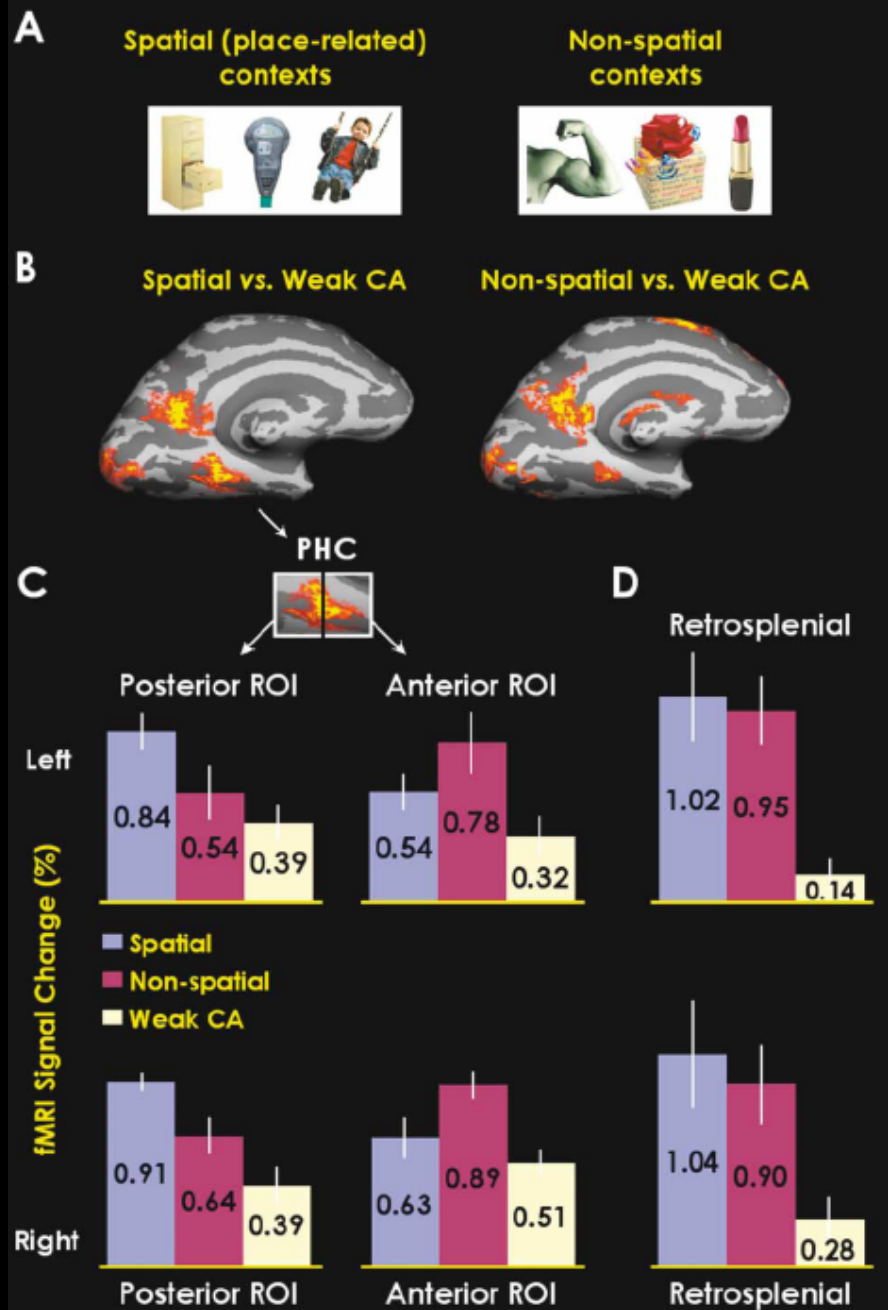 A
Spatial (place-related)
contexts
Non-spatial
contexts
B
Spatial vs. Weak CA
Non-spatial vs. Weak CA
PHC
C
D
Posterior ROI
Anterior ROI
Retrosplenial
Left
0.84
0.54
0.39
0.54
0.78
0.32
1.02
0.95
0.14
fMRI Signal Change (%)
Spatial
Non-spatial
Weak CA
Right
0.91
0.64
0.39
0.63
0.89
0.51
1.04
0.90
0.28
Posterior ROI
Anterior ROI
Retrosplenial